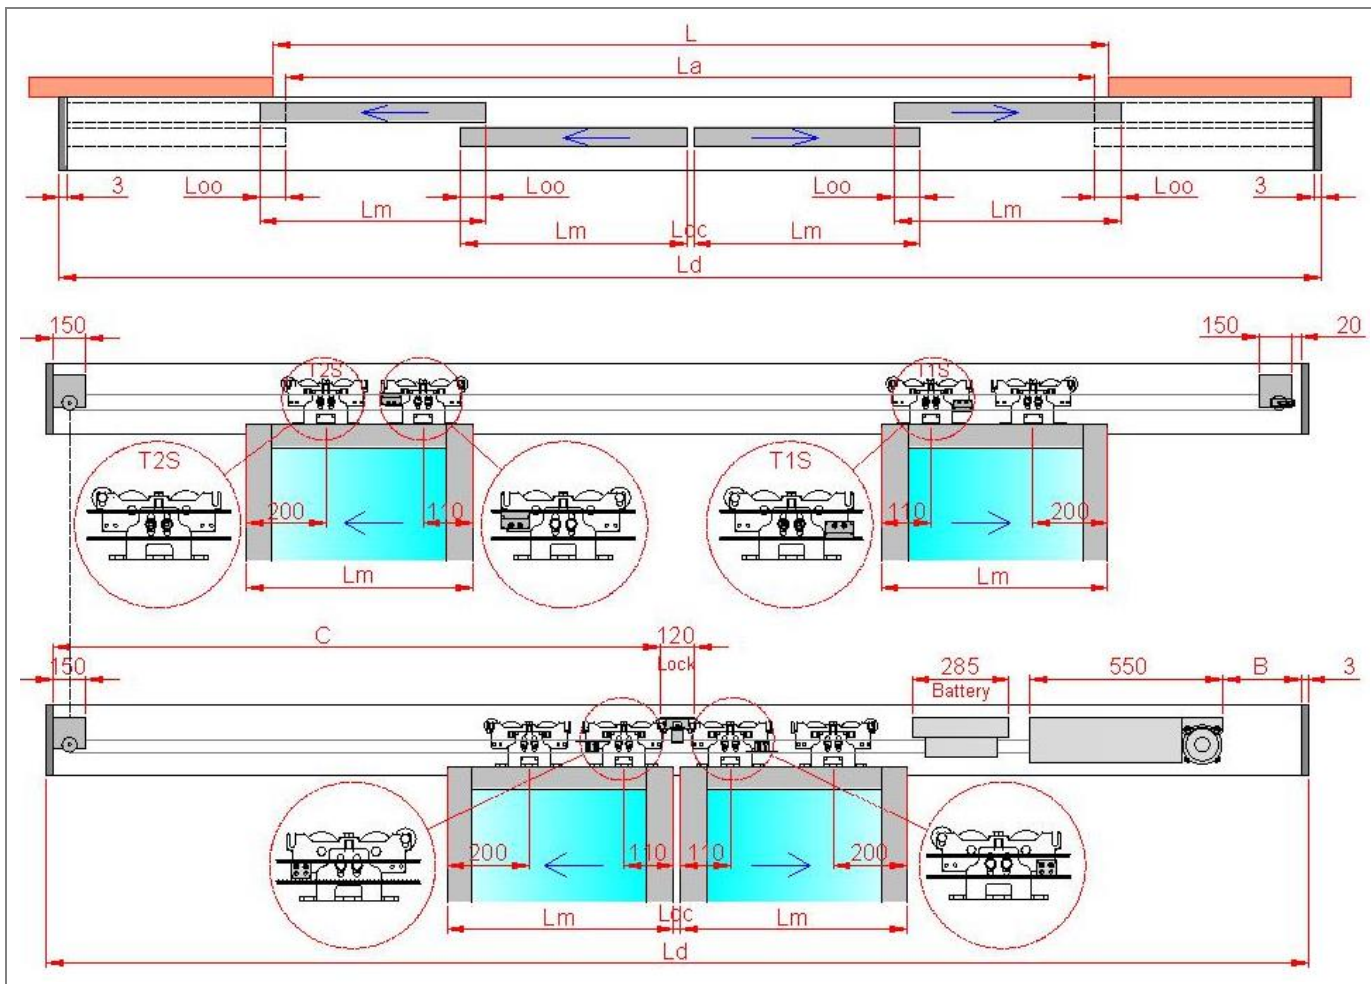 L
La
3 Loo Loo Loo Loo 3
Lm Lm
Lm Loc Lm
Ld
150 150 20
T2S T1S
T2S T1S
200 110 110 200
Lm Lm
C 120 285 550 B 3
150 Lock Battery
200 110 110 200
Lm Loc Lm
Ld